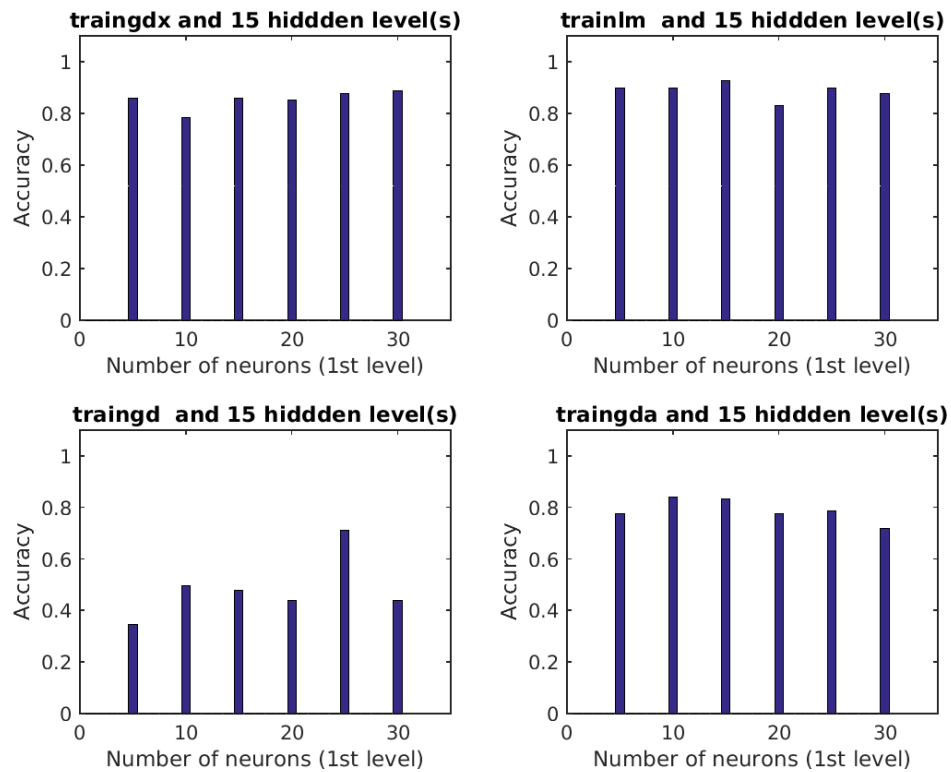 traingdx and 15 hiddden level(s)
1
0.8
0.6
0.4
0.2
0
Accuracy
0 10 20 30
Number of neurons (1st level)
trainlm and 15 hiddden level(s)
1
0.8
0.6
0.4
0.2
0
Accuracy
0 10 20 30
Number of neurons (1st level)
traingd and 15 hiddden level(s)
1
0.8
0.6
0.4
0.2
0
Accuracy
0 10 20 30
Number of neurons (1st level)
traingda and 15 hiddden level(s)
1
0.8
0.6
0.4
0.2
0
Accuracy
0 10 20 30
Number of neurons (1st level)